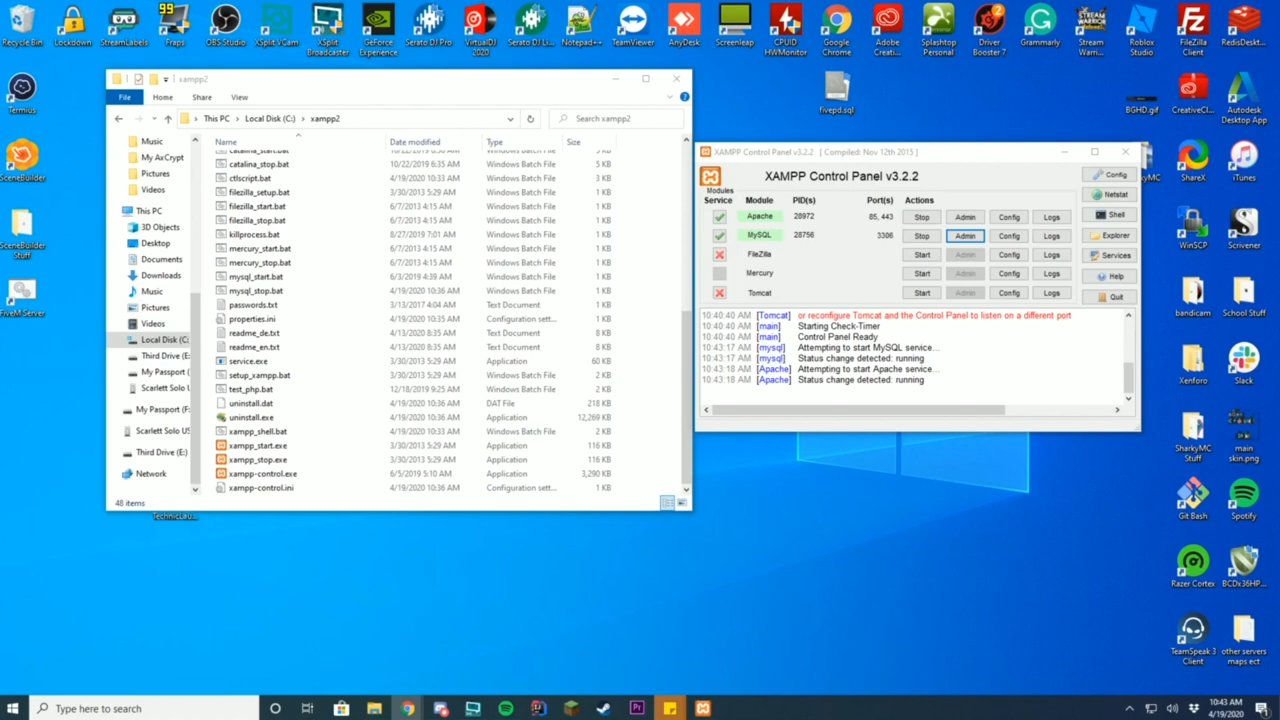 Recycle Bin
Lockdown
StreamLabels
99
Fraps
OBS Studio
XSplit VCam
XSplit
Broadcaster
GeForce
Experience
Serato DJ Pro
VirtualDJ
2020
Serato DJ Li...
Notepad++
TeamViewer
AnyDesk
Screenleap
CPUID
HWMonitor
Google
Chrome
Adobe
Creati...
Splashtop
Personal
Driver
Booster 7
Grammarly
Stream
Warri...
Roblox
Studio
FileZilla
Client
RedisDeskt...
Termius
SceneBuilder
SceneBuilder
Stuff
FiveM Server
fivepd.sql
BGHD.gif
CreativeCl...
Autodesk
Desktop App
xampp2
File
Home
Share
View
This PC
Local Disk (C:)
xampp2
Search xampp2
Music
My AxCrypt
Pictures
Videos
This PC
3D Objects
Desktop
Documents
Downloads
Music
Pictures
Videos
Local Disk (C:
Third Drive (E:
My Passport (
Scarlett Solo U
My Passport (F:
Scarlett Solo US
Third Drive (E:)
Network
Name Date modified Type Size
catalina_start.bat 10/22/2019 6:35 AM Windows Batch File 3 KB
catalina_stop.bat 10/22/2019 6:35 AM Windows Batch File 5 KB
ctlscript.bat 4/19/2020 10:33 AM Windows Batch File 3 KB
filezilla_setup.bat 3/30/2013 5:29 AM Windows Batch File 1 KB
filezilla_start.bat 6/7/2013 4:15 AM Windows Batch File 1 KB
filezilla_stop.bat 6/7/2013 4:15 AM Windows Batch File 1 KB
killprocess.bat 8/27/2019 7:01 AM Windows Batch File 1 KB
mercury_start.bat 6/7/2013 4:15 AM Windows Batch File 1 KB
mercury_stop.bat 6/7/2013 4:15 AM Windows Batch File 1 KB
mysql_start.bat 6/3/2019 4:39 AM Windows Batch File 1 KB
mysql_stop.bat 4/19/2020 10:36 AM Windows Batch File 1 KB
passwords.txt 3/13/2017 4:04 AM Text Document 1 KB
properties.ini 4/19/2020 10:35 AM Configuration sett... 1 KB
readme_de.txt 4/13/2020 8:35 AM Text Document 8 KB
readme_en.txt 4/13/2020 8:35 AM Text Document 8 KB
service.exe 3/30/2013 5:29 AM Application 60 KB
setup_xampp.bat 3/30/2013 5:29 AM Windows Batch File 2 KB
test_php.bat 12/18/2019 9:25 AM Windows Batch File 2 KB
uninstall.dat 4/19/2020 10:36 AM DAT File 218 KB
uninstall.exe 4/19/2020 10:36 AM Application 12,269 KB
xampp_shell.bat 4/19/2020 10:33 AM Windows Batch File 2 KB
xampp_start.exe 3/30/2013 5:29 AM Application 116 KB
xampp_stop.exe 3/30/2013 5:29 AM Application 116 KB
xampp-control.exe 6/5/2019 5:10 AM Application 3,290 KB
xampp-control.ini 4/19/2020 10:36 AM Configuration sett... 1 KB
48 items
TechnicLau...
XAMPP Control Panel v3.2.2 [ Compiled: Nov 12th 2015 ]
XAMPP Control Panel v3.2.2
Modules
Service Module PID(s) Port(s) Actions
Apache 28972 85, 443 Stop Admin Config Logs
MySQL 28756 3306 Stop Admin Config Logs
FileZilla Start Admin Config Logs
Mercury Start Admin Config Logs
Tomcat Start Admin Config Logs
Config
Netstat
Shell
Explorer
Services
Help
Quit
10:40:40 AM [Tomcat] or reconfigure Tomcat and the Control Panel to listen on a different port
10:40:40 AM [main] Starting Check-Timer
10:40:40 AM [main] Control Panel Ready
10:43:17 AM [mysql] Attempting to start MySQL service...
10:43:17 AM [mysql] Status change detected: running
10:43:18 AM [Apache] Attempting to start Apache service...
10:43:18 AM [Apache] Status change detected: running
kyMC
ShareX
iTunes
WinSCP
Scrivener
bandicam
School Stuff
Xenforo
Slack
SharkyMC
Stuff
main
skin.png
Git Bash
Spotify
Razer Cortex
BCDx36HP...
TeamSpeak 3
Client
other servers
maps ect
Type here to search
10:43 AM
4/19/2020